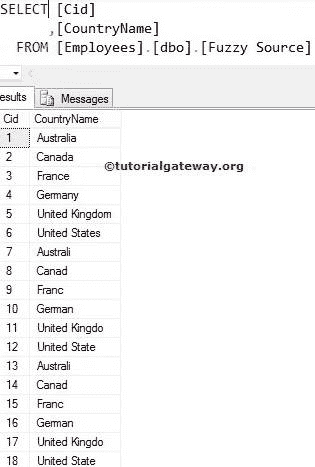 SELECT [Cid]
,[CountryName]
FROM [Employees].[dbo].[Fuzzy Source]
esults Messages
Cid CountryName
1 Australia
2 Canada
©tutorialgateway.org
3 France
4 Germany
5 United Kingdom
6 United States
7 Australi
8 Canad
9 Franc
10 German
11 United Kingdo
12 United State
13 Australi
14 Canad
15 Franc
16 German
17 United Kingdo
18 United State